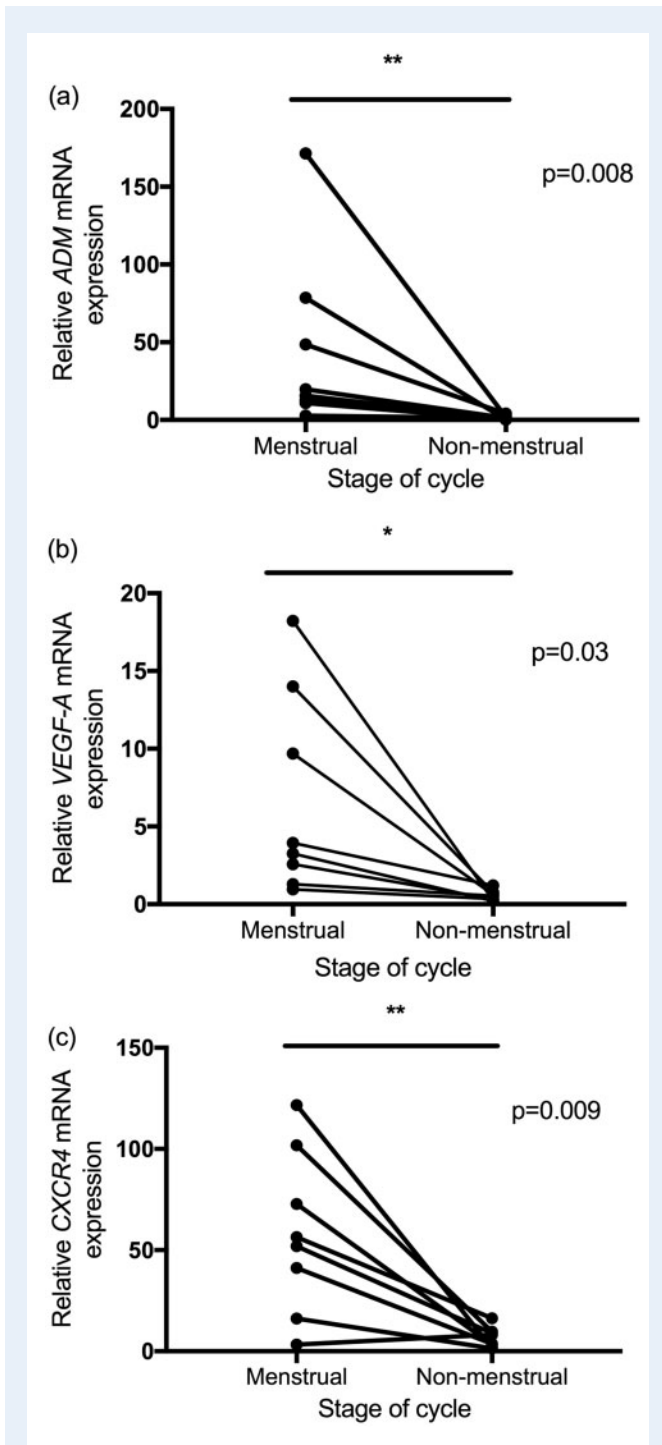 **
(a)
Relative ADM mRNA
expression
200
150
100
50
0
p=0.008
Menstrual Non-menstrual
Stage of cycle
*
(b)
Relative VEGF-A mRNA
expression
20
15
10
5
0
p=0.03
Menstrual Non-menstrual
Stage of cycle
**
(c)
Relative CXCR4 mRNA
expression
150
100
50
0
p=0.009
Menstrual Non-menstrual
Stage of cycle